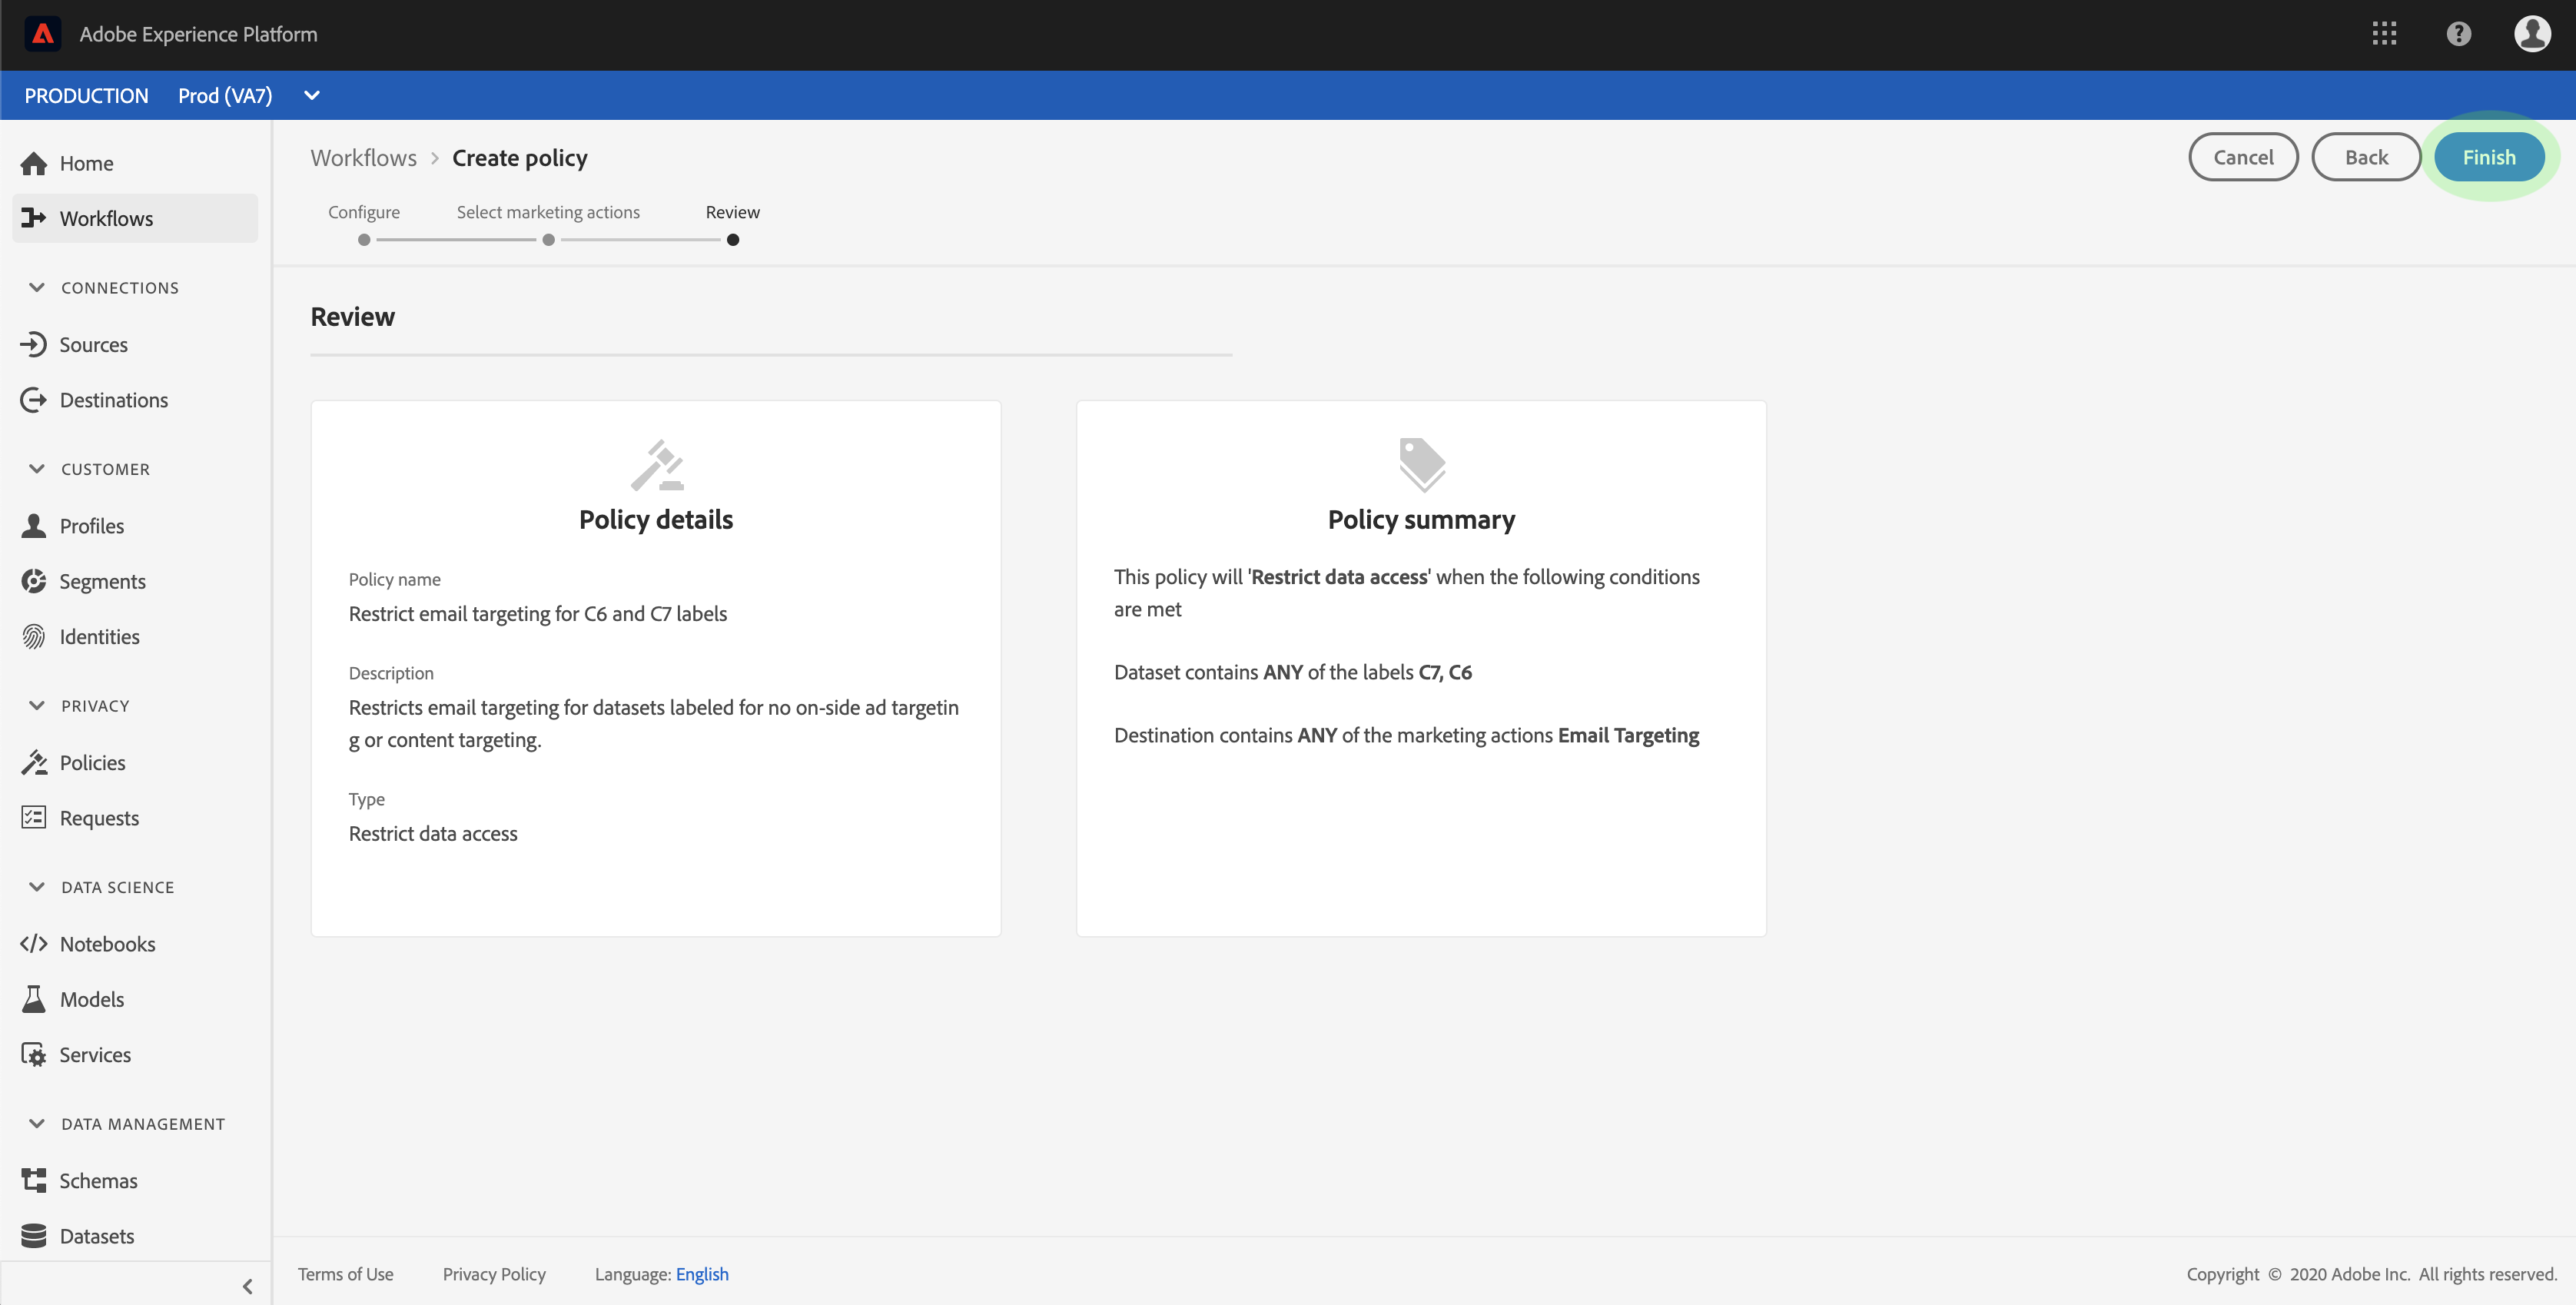 Adobe Experience Platform
PRODUCTION Prod (VA7)
Home
Workflows
CONNECTIONS
Sources
Destinations
CUSTOMER
Profiles
Segments
Identities
PRIVACY
Policies
Requests
DATA SCIENCE
Notebooks
Models
Services
DATA MANAGEMENT
Schemas
Datasets
Workflows > Create policy
Cancel
Back
Finish
Configure
Select marketing actions
Review
Review
Policy details
Policy name
Restrict email targeting for C6 and C7 labels
Description
Restricts email targeting for datasets labeled for no on-side ad targetin
g or content targeting.
Type
Restrict data access
Policy summary
This policy will 'Restrict data access' when the following conditions
are met
Dataset contains ANY of the labels C7, C6
Destination contains ANY of the marketing actions Email Targeting
Terms of Use Privacy Policy Language: English
Copyright © 2020 Adobe Inc. All rights reserved.